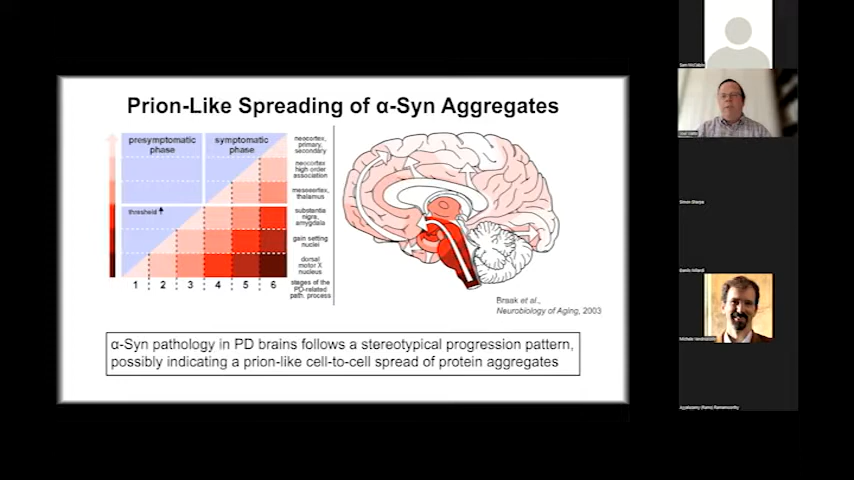 Prion-Like Spreading of α-Syn Aggregates
presymptomatic
phase
symptomatic
phase
threshold
neocortex,
primary,
secondary
neocortex
high order
association
mesocortex,
thalamus
substantia
nigra,
amygdala
gain setting
nuclei
dorsal
motor X
nucleus
1 2 3 4 5 6
stages of the
PD-related
path. process
Braak et al.,
Neurobiology of Aging, 2003
α-Syn pathology in PD brains follows a stereotypical progression pattern,
possibly indicating a prion-like cell-to-cell spread of protein aggregates
Simon Sharpe